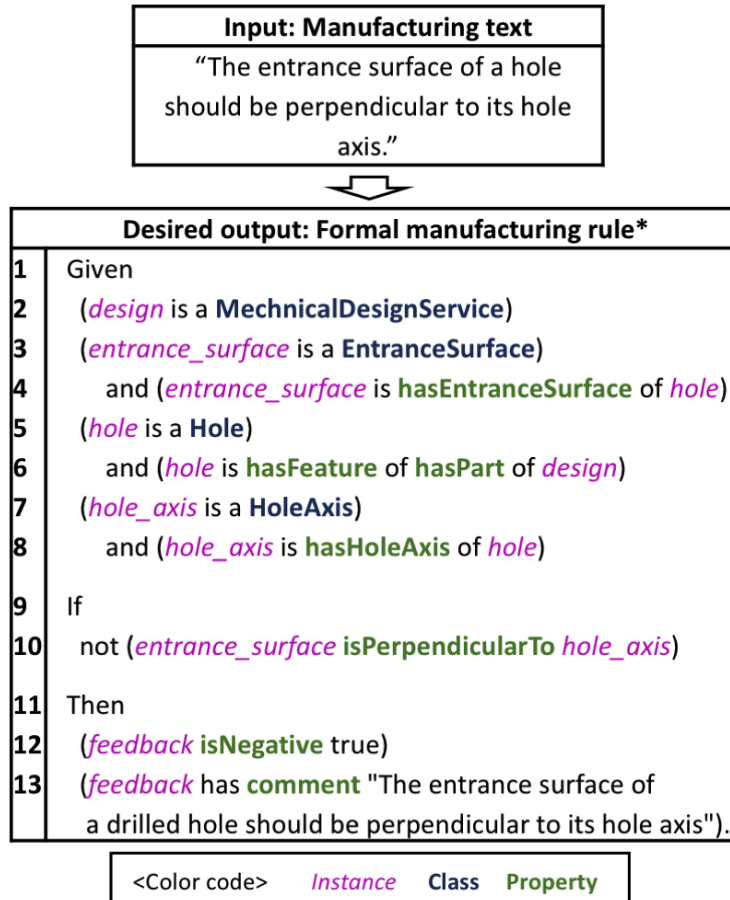 Input: Manufacturing text
“The entrance surface of a hole
should be perpendicular to its hole
axis.”
Desired output: Formal manufacturing rule*
1 Given
2 (design is a MechnicalDesignService)
3 (entrance_surface is a EntranceSurface)
4 and (entrance_surface is hasEntranceSurface of hole)
5 (hole is a Hole)
6 and (hole is hasFeature of hasPart of design)
7 (hole_axis is a HoleAxis)
8 and (hole_axis is hasHoleAxis of hole)
9 If
10 not (entrance_surface isPerpendicularTo hole_axis)
11 Then
12 (feedback isNegative true)
13 (feedback has comment "The entrance surface of
a drilled hole should be perpendicular to its hole axis").
<Color code> Instance Class Property